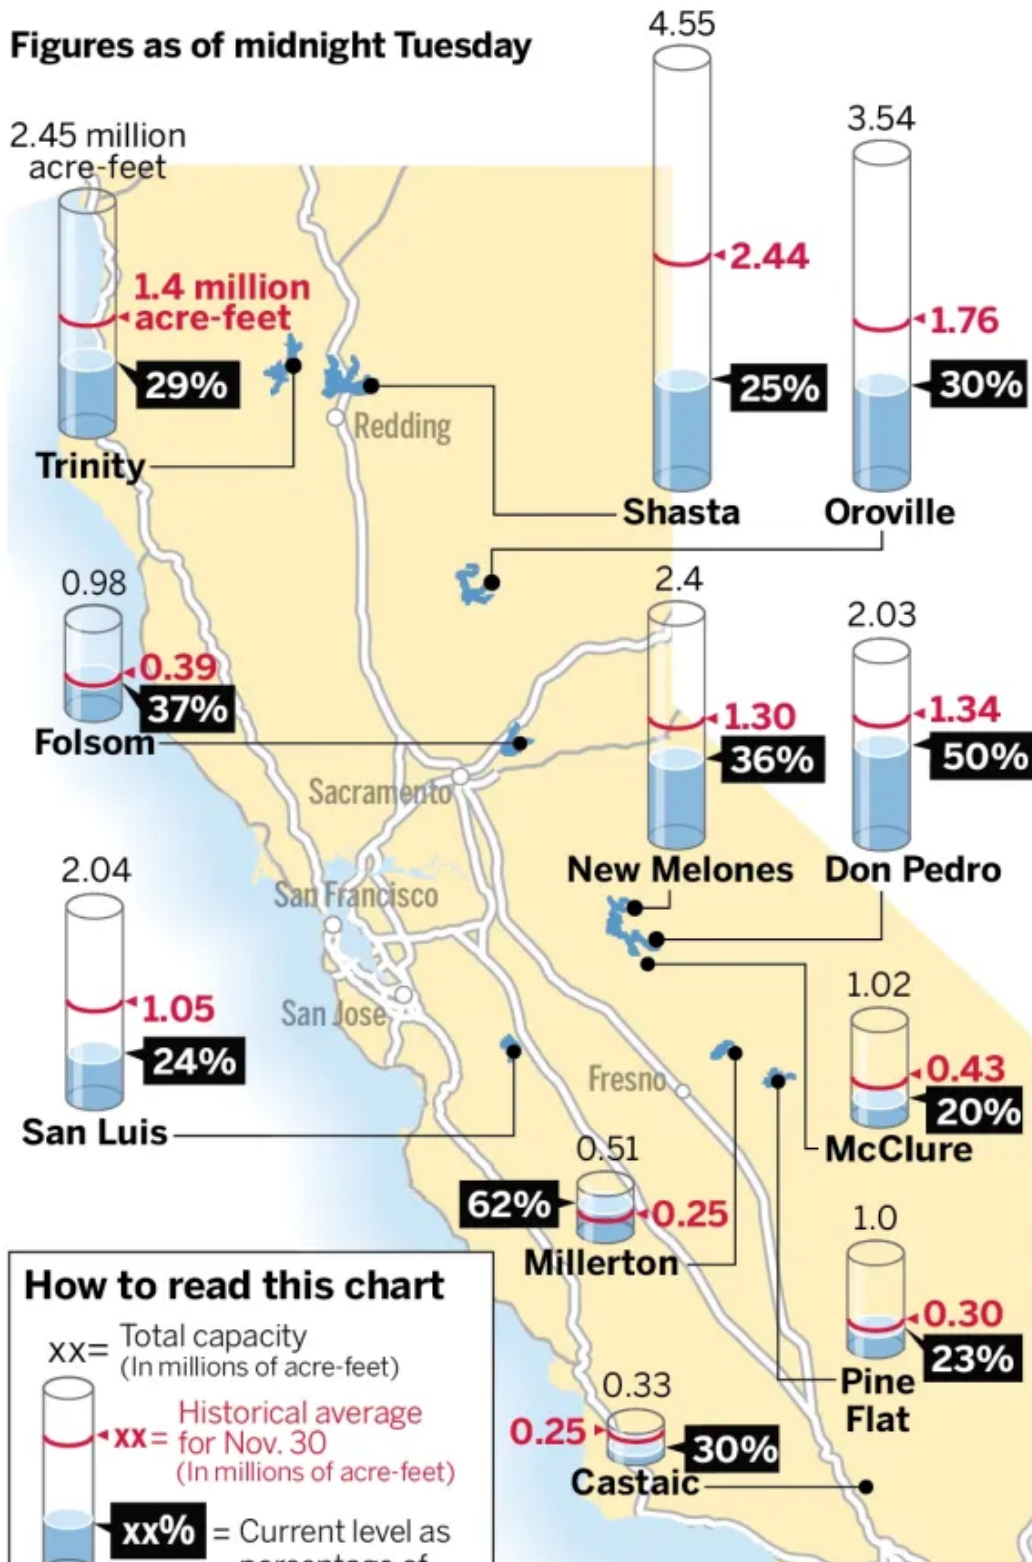 Figures as of midnight Tuesday
4.55
3.54
2.45 million
acre-feet
2.44
1.4 million
acre-feet
1.76
29%
25%
30%
Redding
Trinity
Shasta
Oroville
0.98
2.4
2.03
0.39
37%
1.30
1.34
36%
50%
Folsom
Sacramento
New Melones
Don Pedro
2.04
San Francisco
1.05
24%
San Jose
1.02
0.43
20%
Fresno
San Luis
McClure
0.51
62%
0.25
Millerton
1.0
0.30
23%
Pine
Flat
0.33
0.25
30%
Castaic
How to read this chart
xx= Total capacity
(In millions of acre-feet)
xx= Historical average
for Nov. 30
(In millions of acre-feet)
xx% = Current level as
percentage of